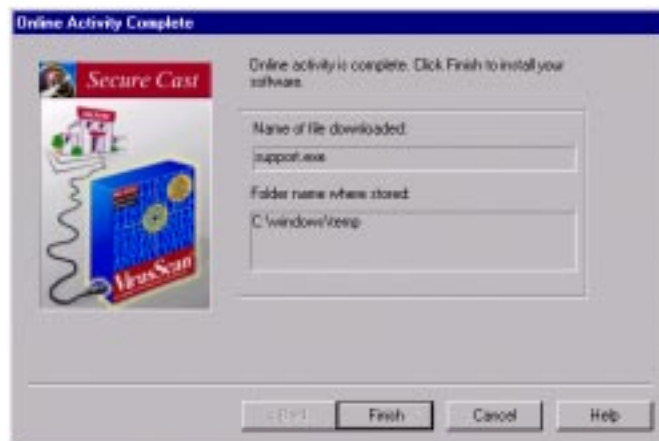 Online Activity Complete
Secure Cast
Online activity is complete. Click Finish to install your
software.
Name of file downloaded:
support.exe
Folder name where stored:
C:\windows\temp
VirusScan
< Back
Finish
Cancel
Help